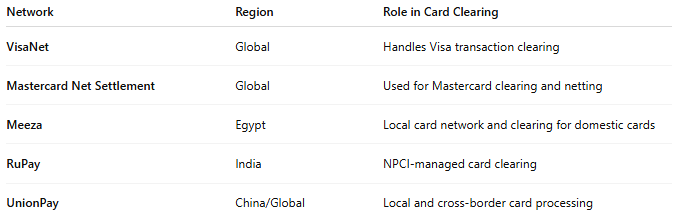 Network Region Role in Card Clearing
VisaNet Global Handles Visa transaction clearing
Mastercard Net Settlement Global Used for Mastercard clearing and netting
Meeza Egypt Local card network and clearing for domestic cards
RuPay India NPCI-managed card clearing
UnionPay China/Global Local and cross-border card processing